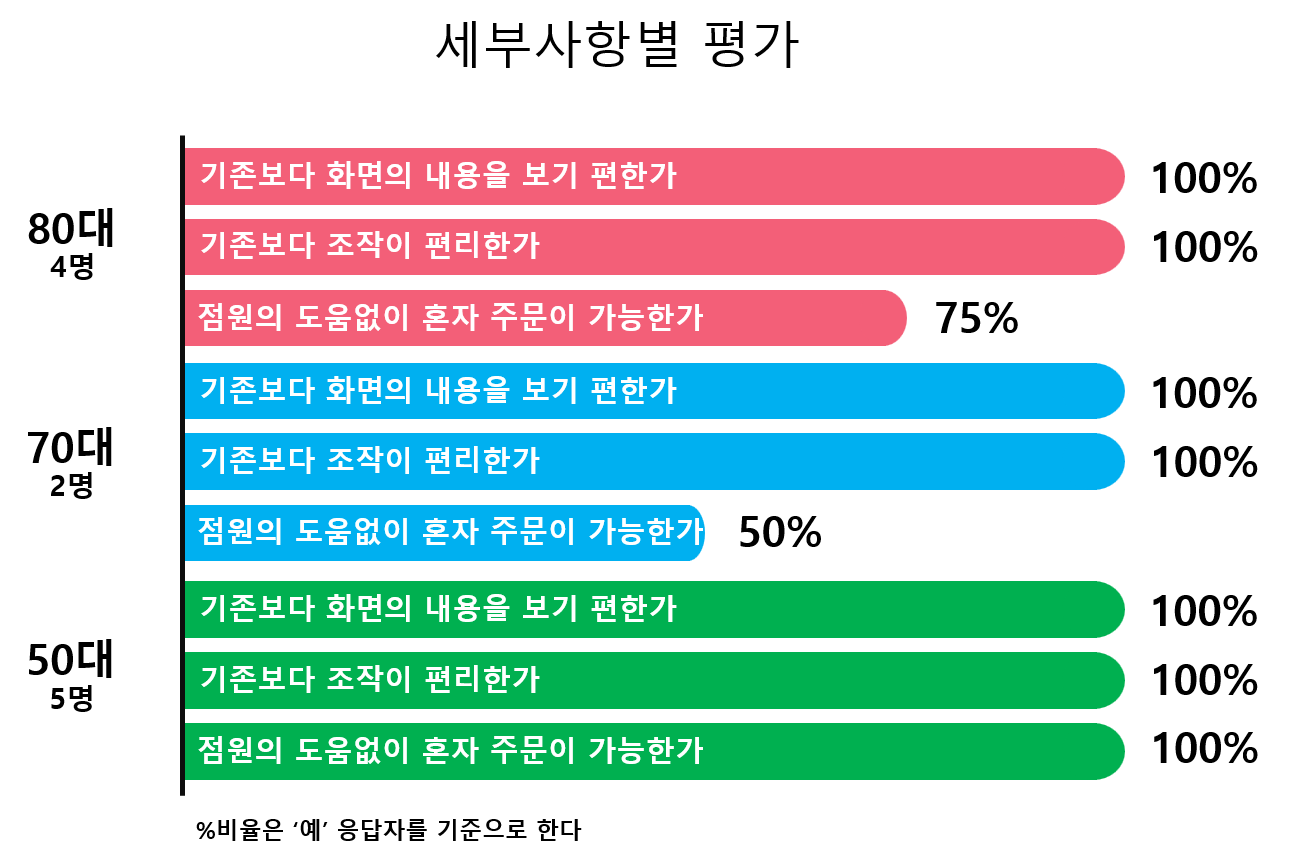 세부사항별 평가
80대
4명
기존보다 화면의 내용을 보기 편한가 100%
기존보다 조작이 편리한가 100%
점원의 도움없이 혼자 주문이 가능한가 75%
70대
2명
기존보다 화면의 내용을 보기 편한가 100%
기존보다 조작이 편리한가 100%
점원의 도움없이 혼자 주문이 가능한가 50%
50대
5명
기존보다 화면의 내용을 보기 편한가 100%
기존보다 조작이 편리한가 100%
점원의 도움없이 혼자 주문이 가능한가 100%
%비율은 ‘예’ 응답자를 기준으로 한다